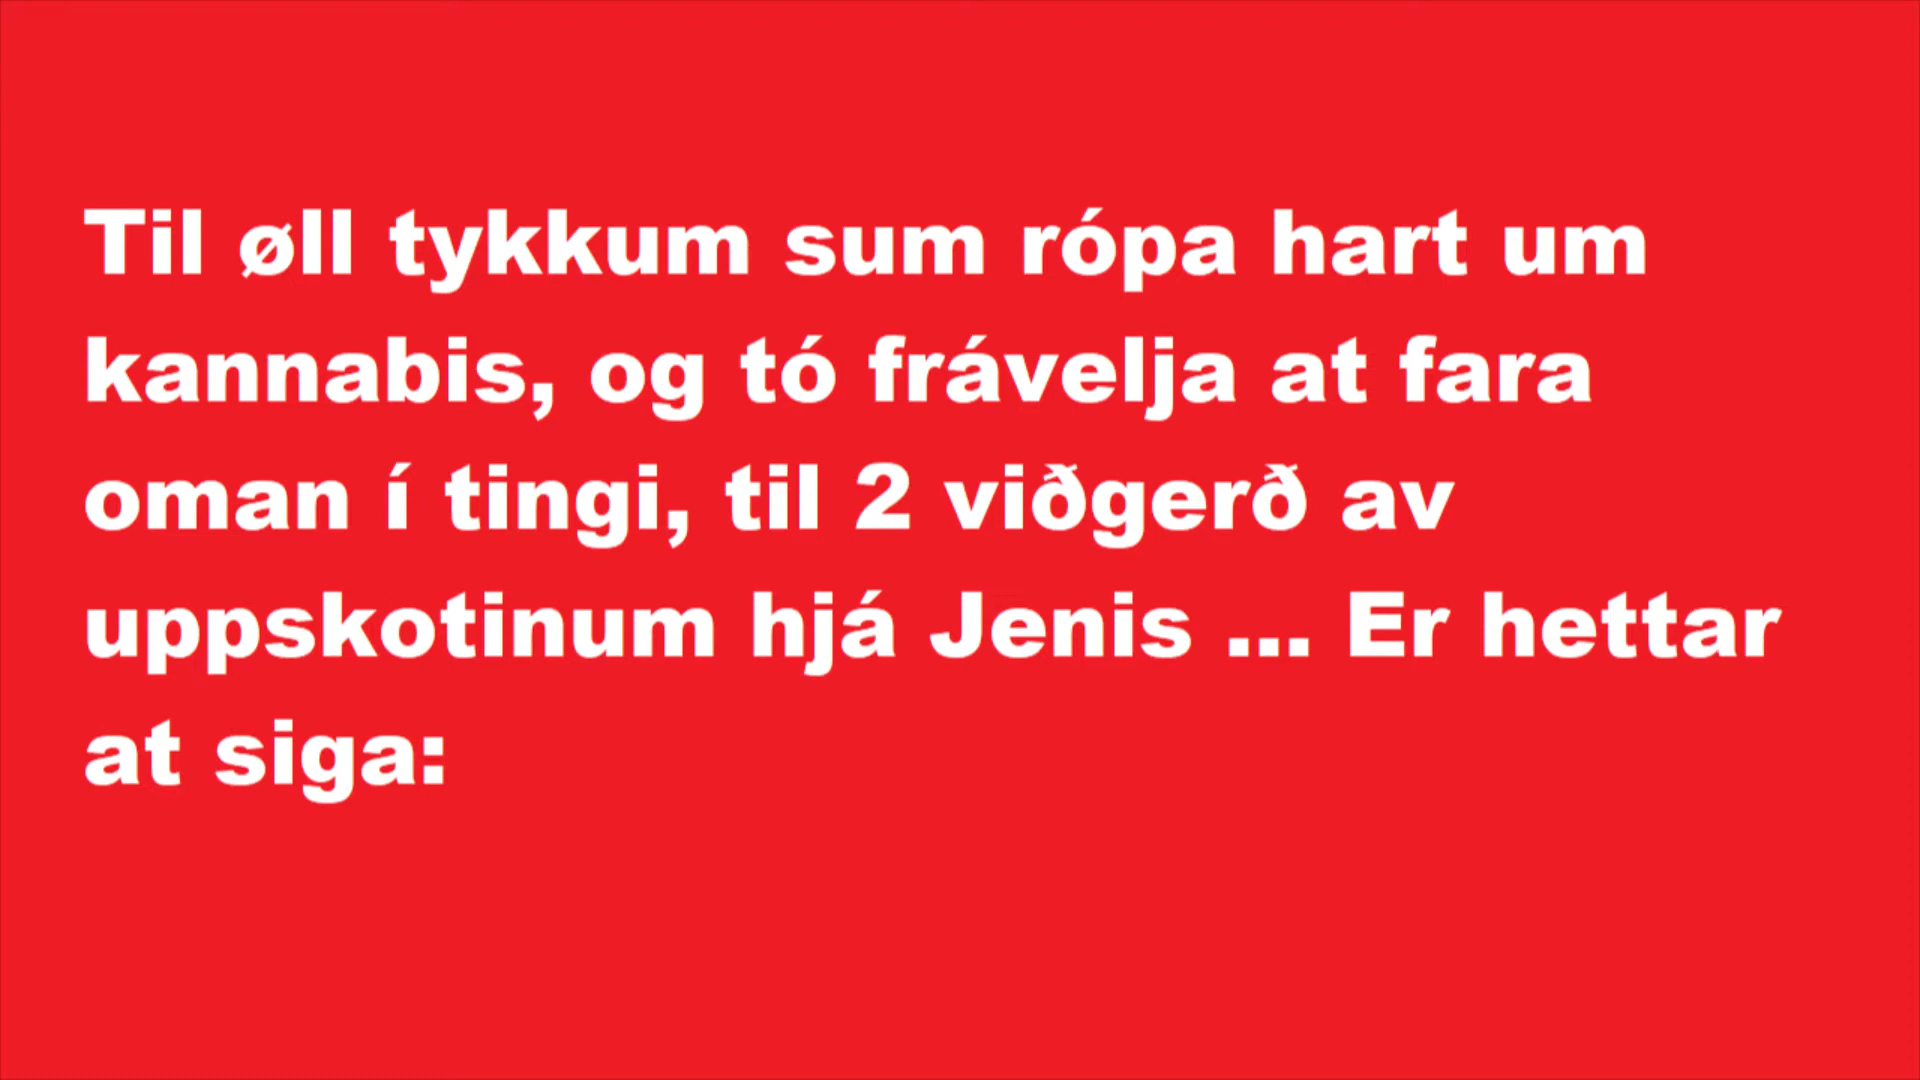 Til øll tykkum sum rópa hart um
kannabis, og tó frávelja at fara
oman í tingi, til 2 viðgerð av
uppskotinum hjá Jenis ... Er hettar
at siga: